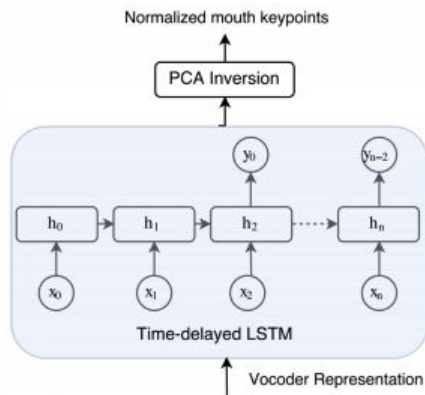 Normalized mouth keypoints
PCA Inversion
y₀ yₙ₋₂
h₀ h₁ h₂ hₙ
x₀ x₁ x₂ xₙ
Time-delayed LSTM
Vocoder Representation